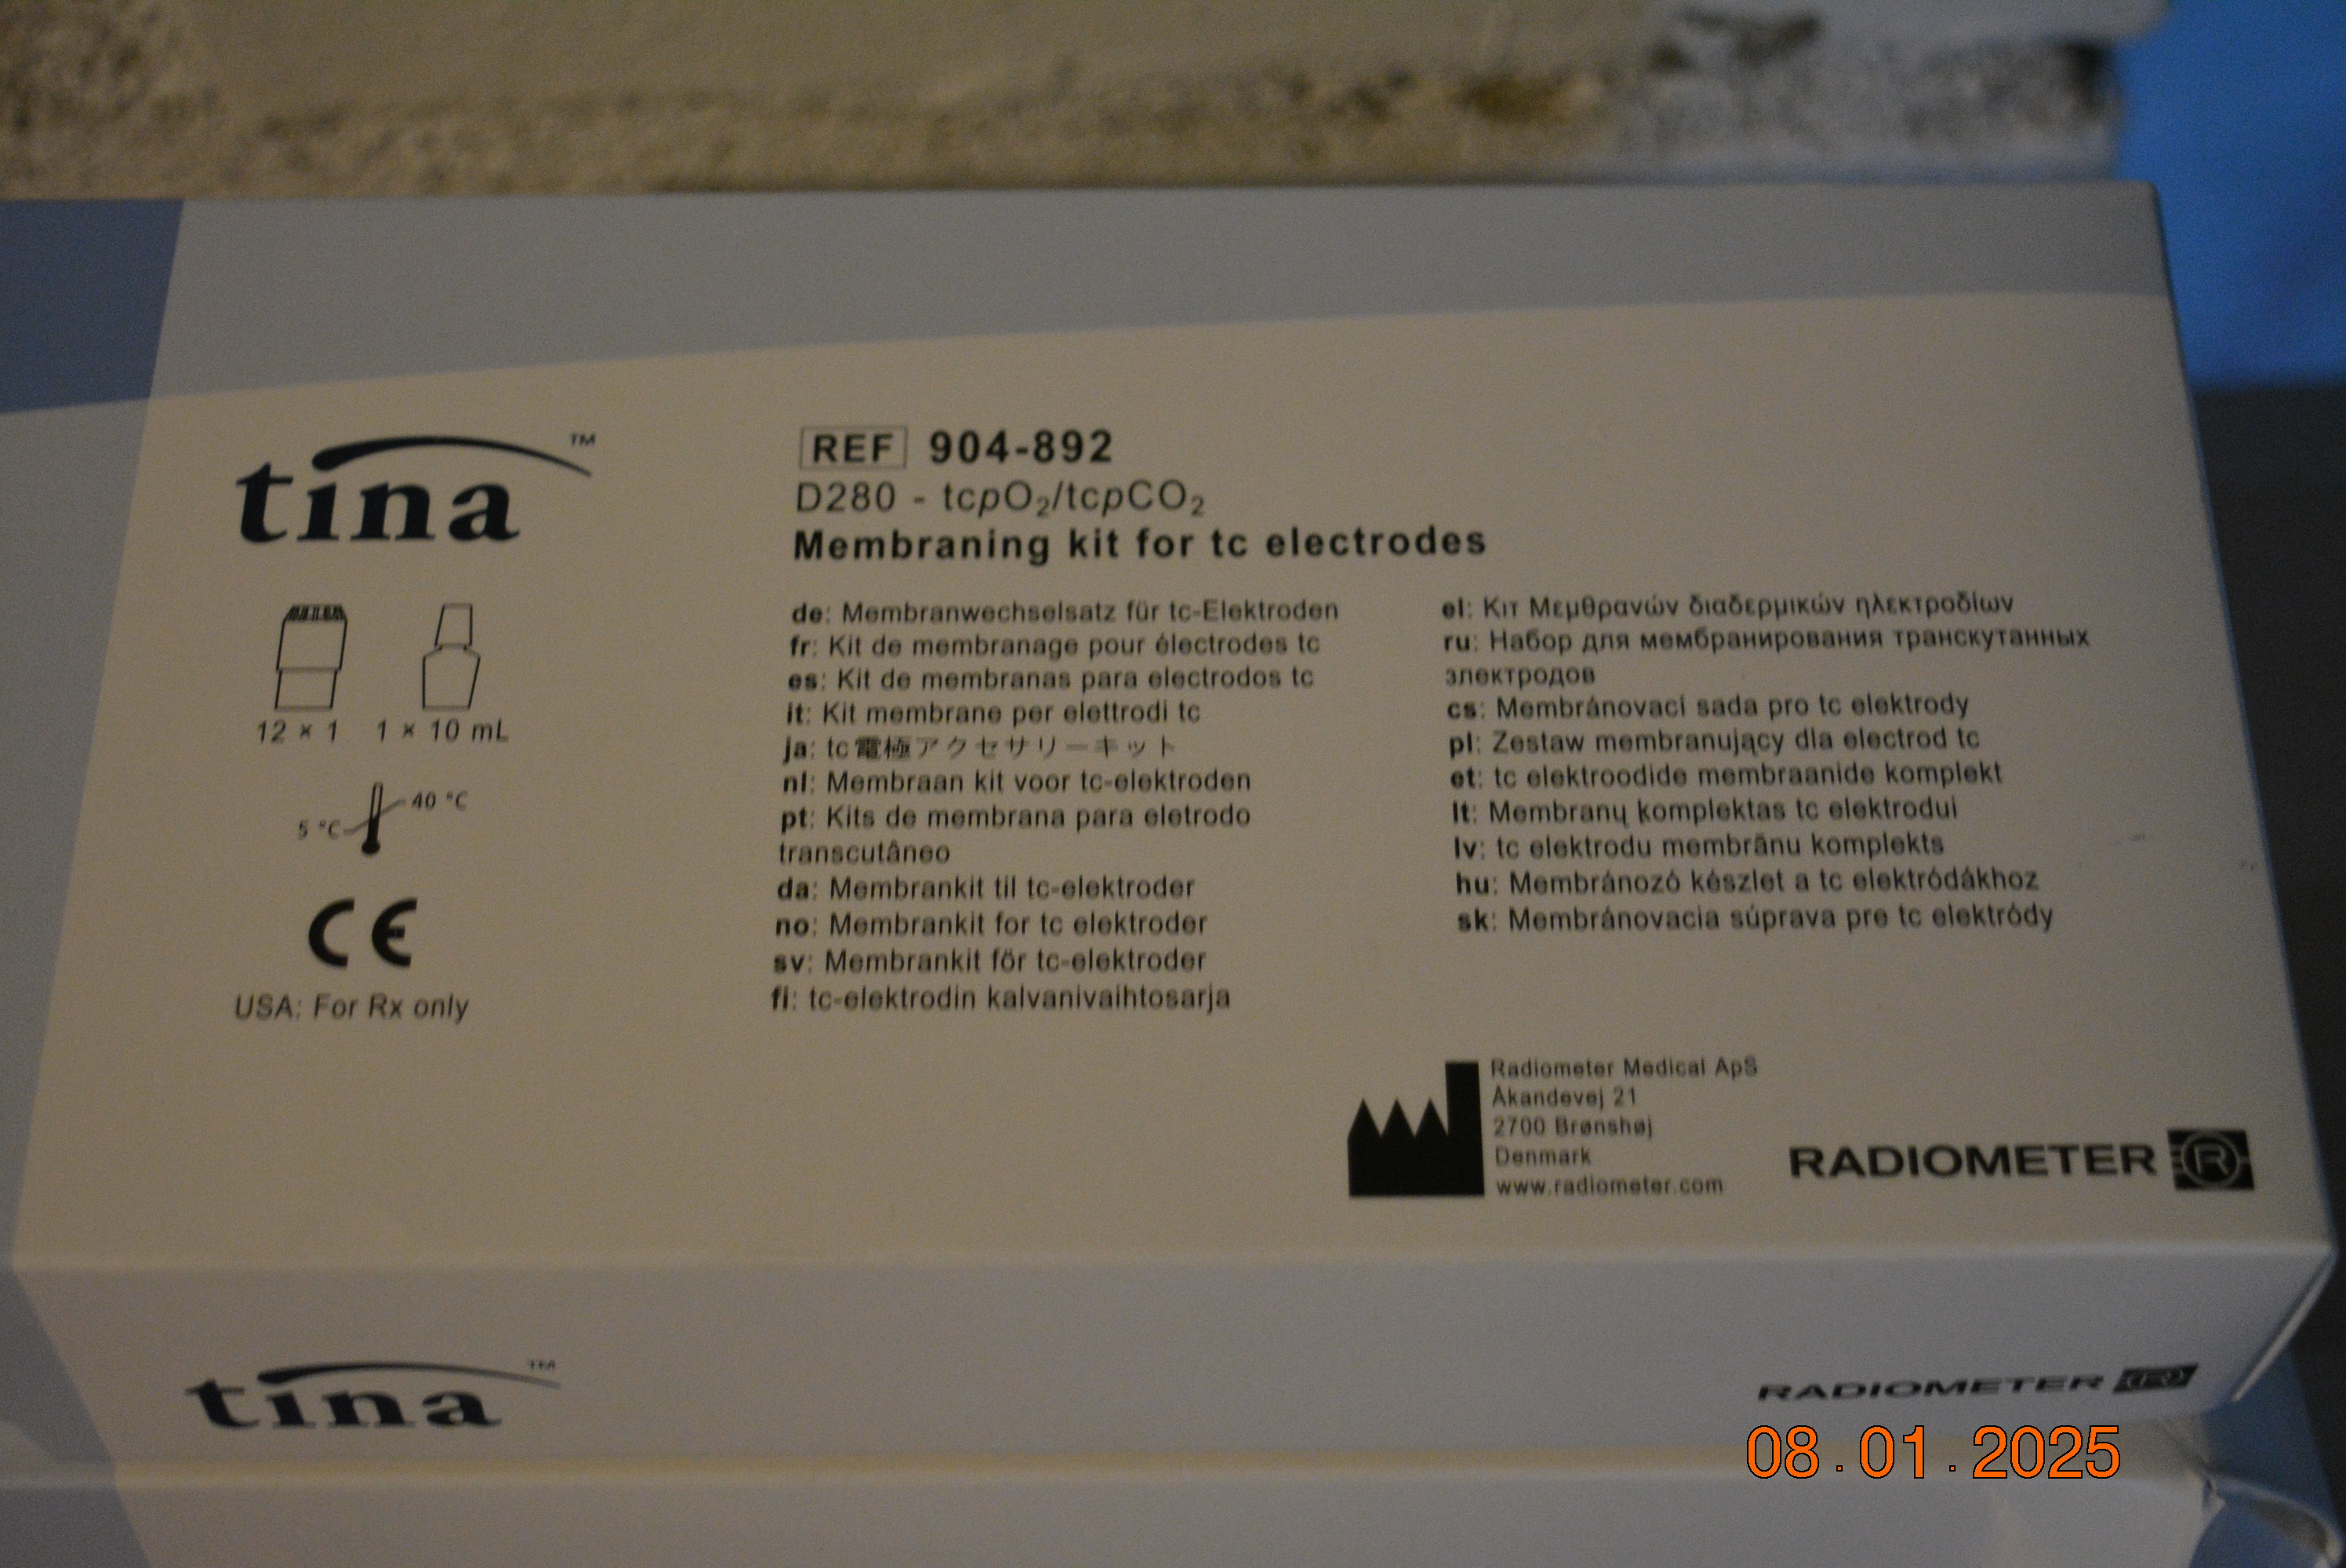 tina™
12 × 1
1 × 10 mL
5 °C
40 °C
CE
USA: For Rx only
REF 904-892
D280 - tcpO₂/tcpCO₂
Membraning kit for tc electrodes
de: Membranwechselsatz für tc-Elektroden
fr: Kit de membranage pour électrodes tc
es: Kit de membranas para electrodos tc
it: Kit membrane per elettrodi tc
ja: tc電極アクセサリーキット
nl: Membraan kit voor tc-elektroden
pt: Kits de membrana para eletrodo
transcutâneo
da: Membrankit til tc-elektroder
no: Membrankit for tc elektroder
sv: Membrankit för tc-elektroder
fi: tc-elektrodin kalvanivaihtosarja
el: Κιτ Μεμθρανών διαδερμικών ηλεκτροδίων
ru: Набор для мембранирования транскутанных
электродов
cs: Membránovací sada pro tc elektrody
pl: Zestaw membranujący dla electrod tc
et: tc elektroodide membraanide komplekt
lt: Membranų komplektas tc elektrodui
lv: tc elektrodu membrānu komplekts
hu: Membránozó készlet a tc elektródákhoz
sk: Membránovacia súprava pre tc elektródy
Radiometer Medical ApS
Åkandevej 21
2700 Brønshøj
Denmark
www.radiometer.com
RADIOMETER R
tina™
RADIOMETER R
08.01.2025